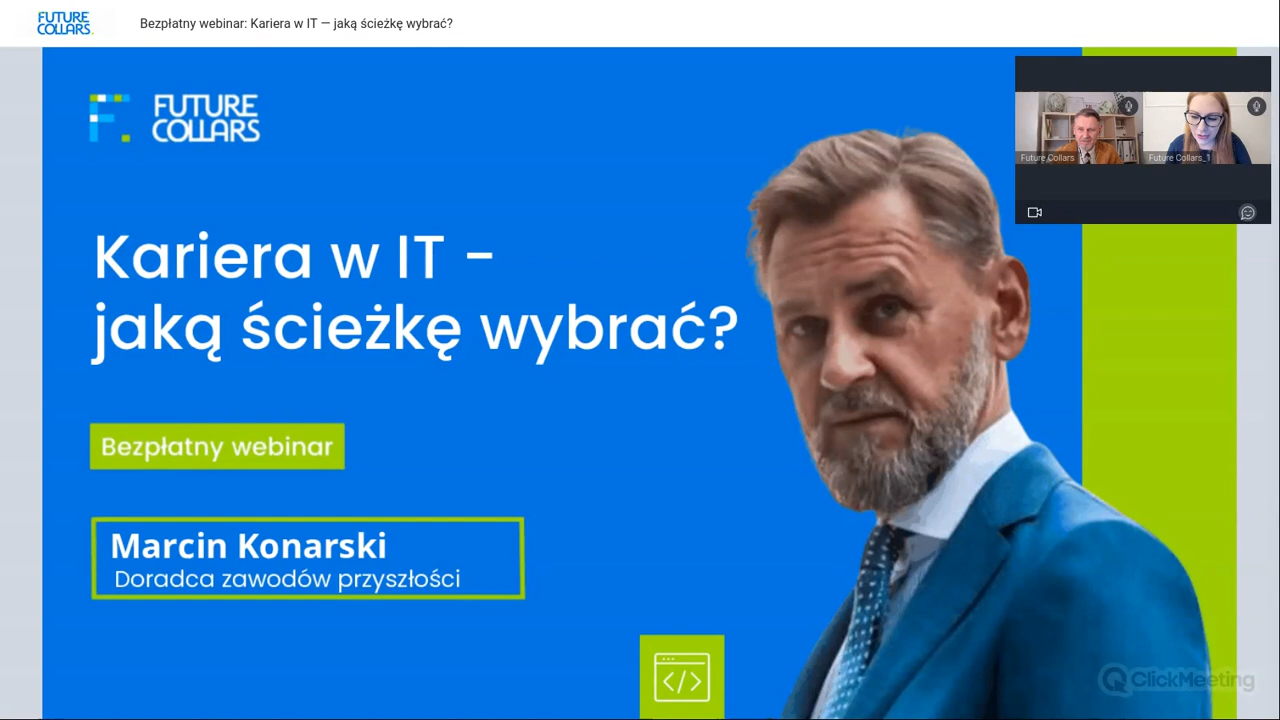 FUTURE
COLLARS.
Bezpłatny webinar: Kariera w IT — jaką ścieżkę wybrać?
F.
FUTURE
COLLARS
Future Collars
Future Collars_1
Kariera w IT -
jaką ścieżkę wybrać?
Bezpłatny webinar
Marcin Konarski
Doradca zawodów przyszłości
</>
ClickMeeting